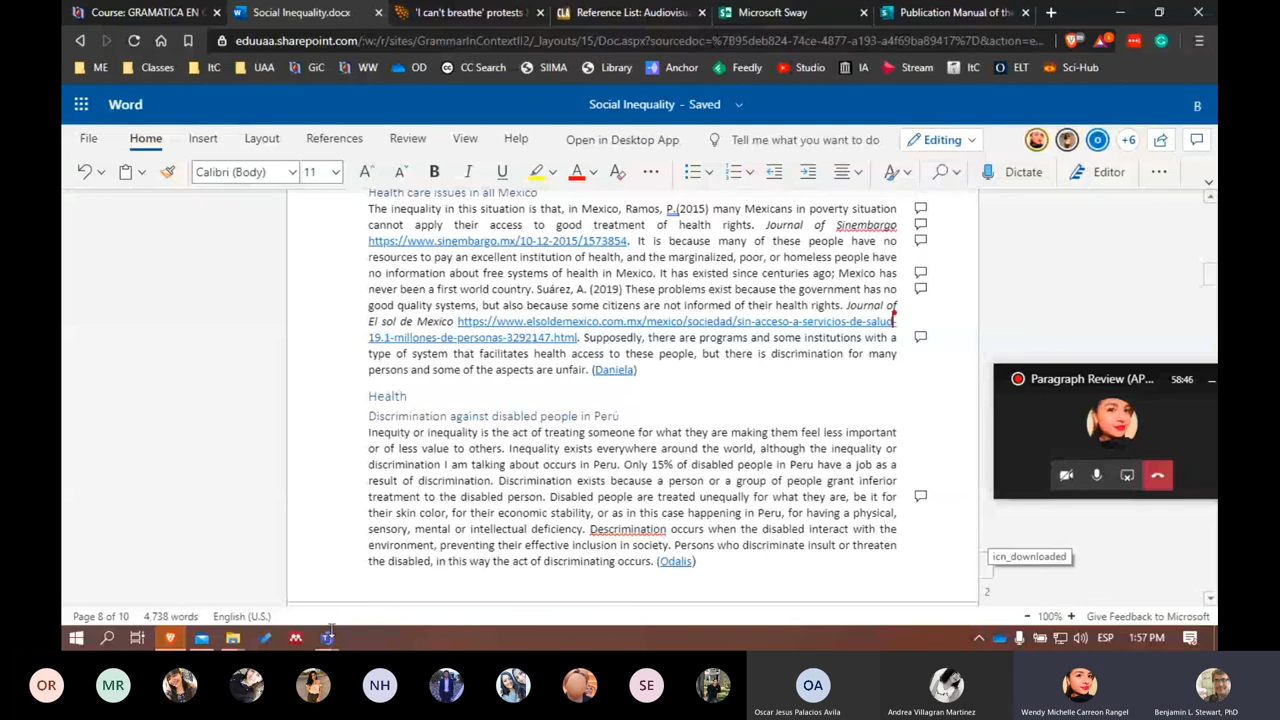 Course: GRAMATICA EN C
Social Inequality.docx
'I can't breathe' protests
Reference List: Audiovisu
Microsoft Sway
Publication Manual of the
eduuaa.sharepoint.com/:w:/r/sites/GrammarInContextII2/_layouts/15/Doc.aspx?sourcedoc=%7B95deb824-74ce-4877-a193-a4f69ba89417%7D&action=e...
ME Classes ItC UAA GiC WW OD CC Search SIIMA Library Anchor Feedly Studio IA Stream ItC ELT Sci-Hub
Word
Social Inequality - Saved
B
File Home Insert Layout References Review View Help Open in Desktop App Tell me what you want to do Editing +6
Calibri (Body) 11 B I U A Dictate Editor
Health care issues in all Mexico
The inequality in this situation is that, in Mexico, Ramos, P.(2015) many Mexicans in poverty situation
cannot apply their access to good treatment of health rights. Journal of Sinembargo
https://www.sinembargo.mx/10-12-2015/1573854. It is because many of these people have no
resources to pay an excellent institution of health, and the marginalized, poor, or homeless people have
no information about free systems of health in Mexico. It has existed since centuries ago; Mexico has
never been a first world country. Suárez, A. (2019) These problems exist because the government has no
good quality systems, but also because some citizens are not informed of their health rights. Journal of
El sol de Mexico https://www.elsoldemexico.com.mx/mexico/sociedad/sin-acceso-a-servicios-de-salud-
19.1-millones-de-personas-3292147.html. Supposedly, there are programs and some institutions with a
type of system that facilitates health access to these people, but there is discrimination for many
persons and some of the aspects are unfair. (Daniela)
Health
Discrimination against disabled people in Perú
Inequity or inequality is the act of treating someone for what they are making them feel less important
or of less value to others. Inequality exists everywhere around the world, although the inequality or
discrimination I am talking about occurs in Peru. Only 15% of disabled people in Peru have a job as a
result of discrimination. Discrimination exists because a person or a group of people grant inferior
treatment to the disabled person. Disabled people are treated unequally for what they are, be it for
their skin color, for their economic stability, or as in this case happening in Peru, for having a physical,
sensory, mental or intellectual deficiency. Descrimination occurs when the disabled interact with the
environment, preventing their effective inclusion in society. Persons who discriminate insult or threaten
the disabled, in this way the act of discriminating occurs. (Odalis)
Paragraph Review (AP... 58:46
icn_downloaded
2
Page 8 of 10 4,738 words English (U.S.) 100% Give Feedback to Microsoft
ESP 1:57 PM
OR MR NH SE OA
Oscar Jesus Palacios Avila
Andrea Villagran Martinez
Wendy Michelle Carreon Rangel
Benjamin L. Stewart, PhD